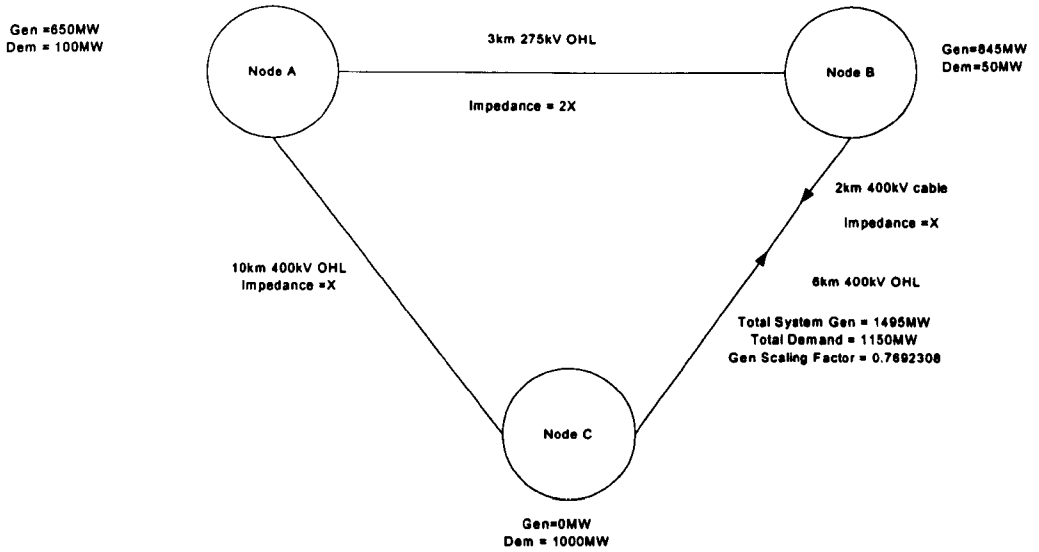 Gen =650MW
Dem = 100MW
Node A
3km 275kV OHL
Impedance = 2X
Node B
Gen=845MW
Dem=50MW
2km 400kV cable
Impedance =X
10km 400kV OHL
Impedance =X
6km 400kV OHL
Total System Gen = 1495MW
Total Demand = 1150MW
Gen Scaling Factor = 0.7692308
Node C
Gen=0MW
Dem = 1000MW